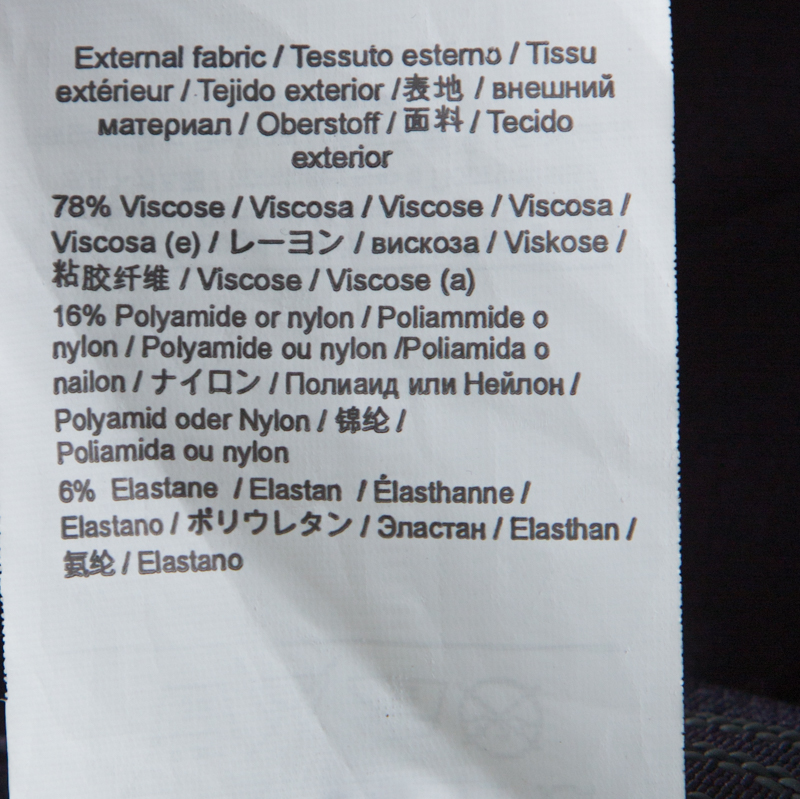 External fabric / Tessuto esterno / Tissu
extérieur / Tejido exterior /表地 / внешний
материал / Oberstoff / 面料 / Tecido
exterior
78% Viscose / Viscosa / Viscose / Viscosa /
Viscosa (e) / レーヨン / вискоза / Viskose /
粘胶纤维 / Viscose / Viscose (a)
16% Polyamide or nylon / Poliammide o
nylon / Polyamide ou nylon /Poliamida o
nailon / ナイロン / Полиаид или Нейлон /
Polyamid oder Nylon / 锦纶 /
Poliamida ou nylon
6% Elastane / Elastan / Élasthanne /
Elastano / ポリウレタン / Эластан / Elasthan /
氨纶 / Elastano